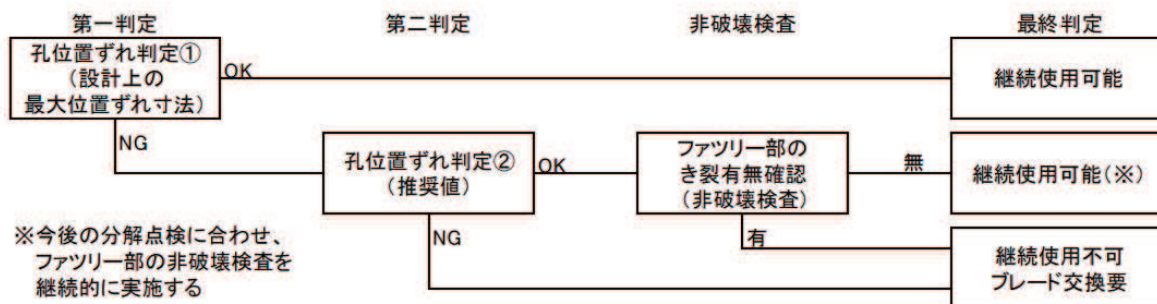 第一判定
第二判定
非破壊検査
最終判定
孔位置ずれ判定①
(設計上の
最大位置ずれ寸法)
OK
継続使用可能
NG
孔位置ずれ判定②
(推奨値)
OK
ファツリー部の
き裂有無確認
(非破壊検査)
無
継続使用可能(※)
NG
有
継続使用不可
ブレード交換要
※今後の分解点検に合わせ、
ファツリー部の非破壊検査を
継続的に実施する